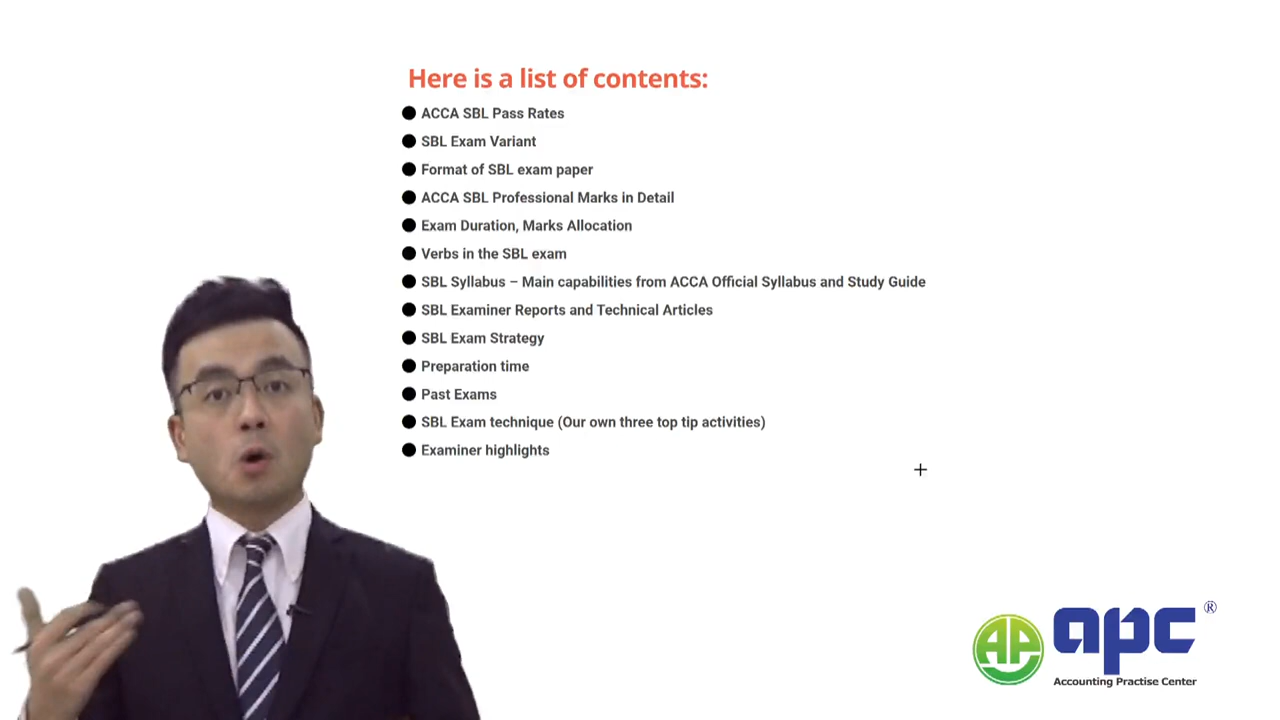 Here is a list of contents:
ACCA SBL Pass Rates
SBL Exam Variant
Format of SBL exam paper
ACCA SBL Professional Marks in Detail
Exam Duration, Marks Allocation
Verbs in the SBL exam
SBL Syllabus – Main capabilities from ACCA Official Syllabus and Study Guide
SBL Examiner Reports and Technical Articles
SBL Exam Strategy
Preparation time
Past Exams
SBL Exam technique (Our own three top tip activities)
Examiner highlights
AP apc ®
Accounting Practise Center